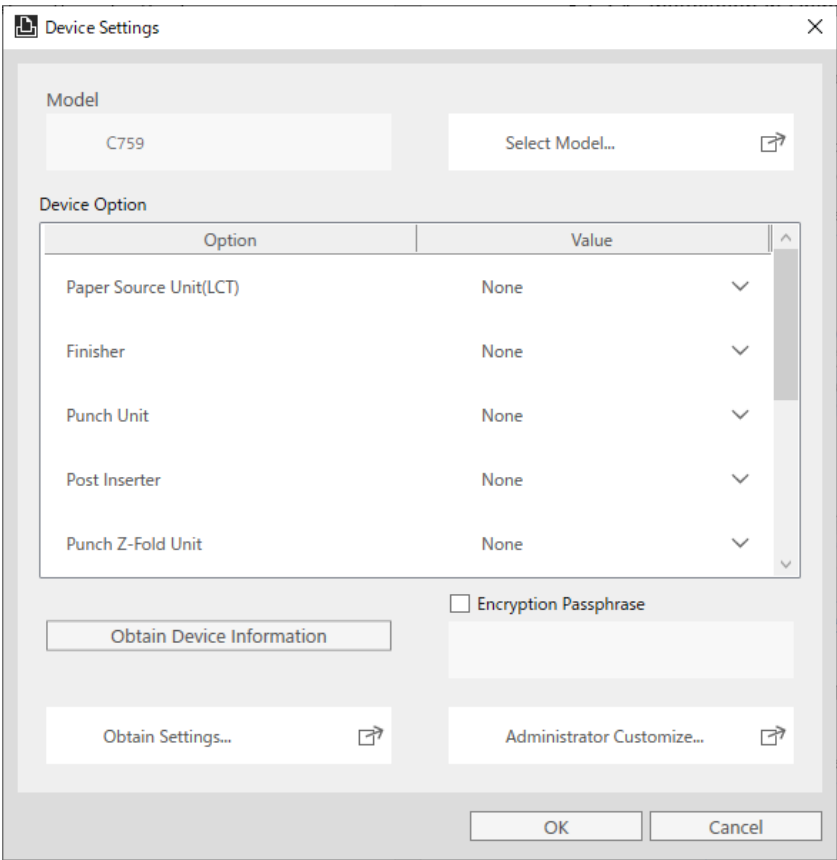 Device Settings
Model
C759
Select Model...
Device Option
Option Value
Paper Source Unit(LCT) None
Finisher None
Punch Unit None
Post Inserter None
Punch Z-Fold Unit None
Encryption Passphrase
Obtain Device Information
Obtain Settings...
Administrator Customize...
OK Cancel